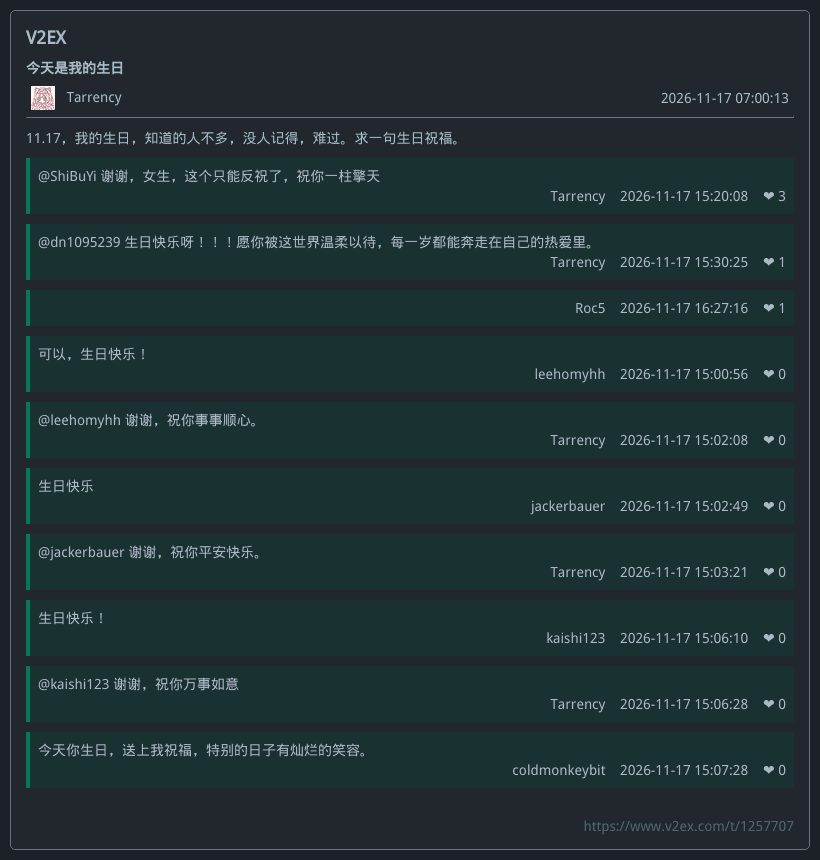 V2EX
今天是我的生日
Tarrency 2026-11-17 07:00:13
11.17，我的生日，知道的人不多，没人记得，难过。求一句生日祝福。
@ShiBuYi 谢谢，女生，这个只能反祝了，祝你一柱擎天
Tarrency 2026-11-17 15:20:08 ❤ 3
@dn1095239 生日快乐呀！！！愿你被这世界温柔以待，每一岁都能奔走在自己的热爱里。
Tarrency 2026-11-17 15:30:25 ❤ 1
Roc5 2026-11-17 16:27:16 ❤ 1
可以，生日快乐！
leehomyhh 2026-11-17 15:00:56 ❤ 0
@leehomyhh 谢谢，祝你事事顺心。
Tarrency 2026-11-17 15:02:08 ❤ 0
生日快乐
jackerbauer 2026-11-17 15:02:49 ❤ 0
@jackerbauer 谢谢，祝你平安快乐。
Tarrency 2026-11-17 15:03:21 ❤ 0
生日快乐！
kaishi123 2026-11-17 15:06:10 ❤ 0
@kaishi123 谢谢，祝你万事如意
Tarrency 2026-11-17 15:06:28 ❤ 0
今天你生日，送上我祝福，特别的日子有灿烂的笑容。
coldmonkeybit 2026-11-17 15:07:28 ❤ 0
https://www.v2ex.com/t/1257707